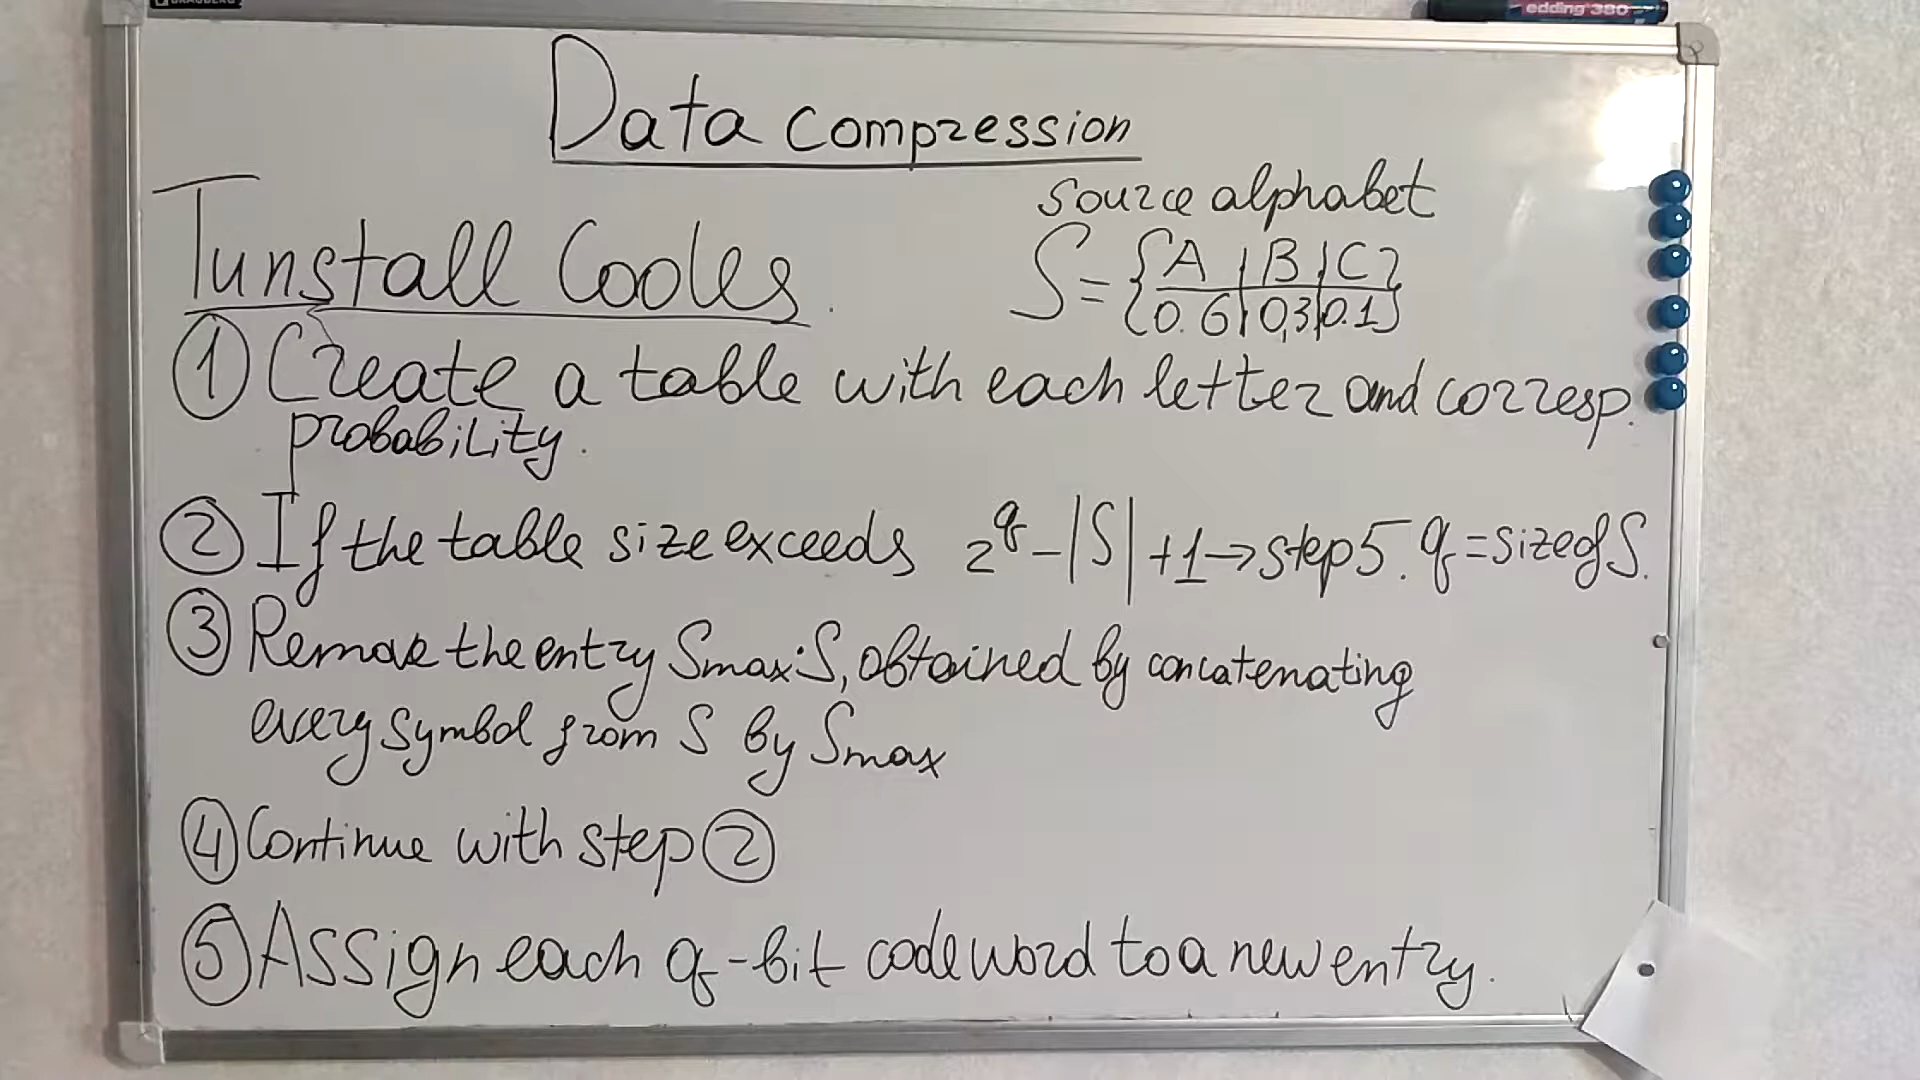 edding 380
Data compression
source alphabet
Tunstall Codes
S = { A | B | C }
{ 0.6 | 0,3 | 0.1 }
① Create a table with each letter and corresp.
probability.
② If the table size exceeds 2^q - |S| + 1 → step 5. q = size of S.
③ Remove the entry Smax: S, obtained by concatenating
every symbol from S by Smax
④ Continue with step ②
⑤ Assign each q-bit codeword to a new entry.